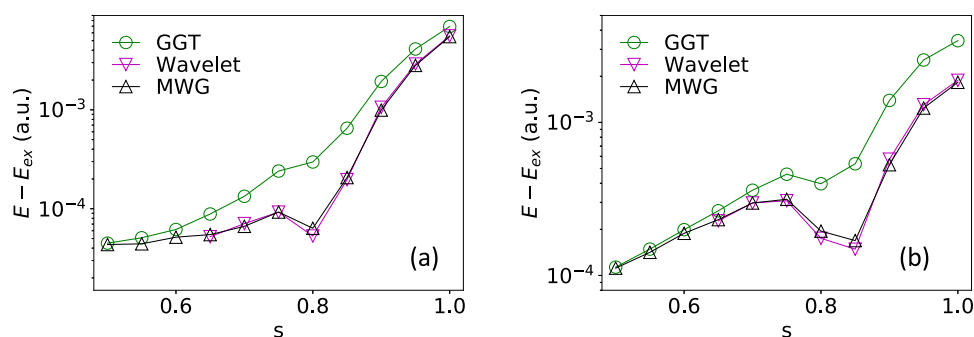 GGT
Wavelet
MWG
10⁻³
10⁻⁴
E − E_ex (a.u.)
0.6 0.8 1.0
s
(a)
GGT
Wavelet
MWG
10⁻³
10⁻⁴
E − E_ex (a.u.)
0.6 0.8 1.0
s
(b)